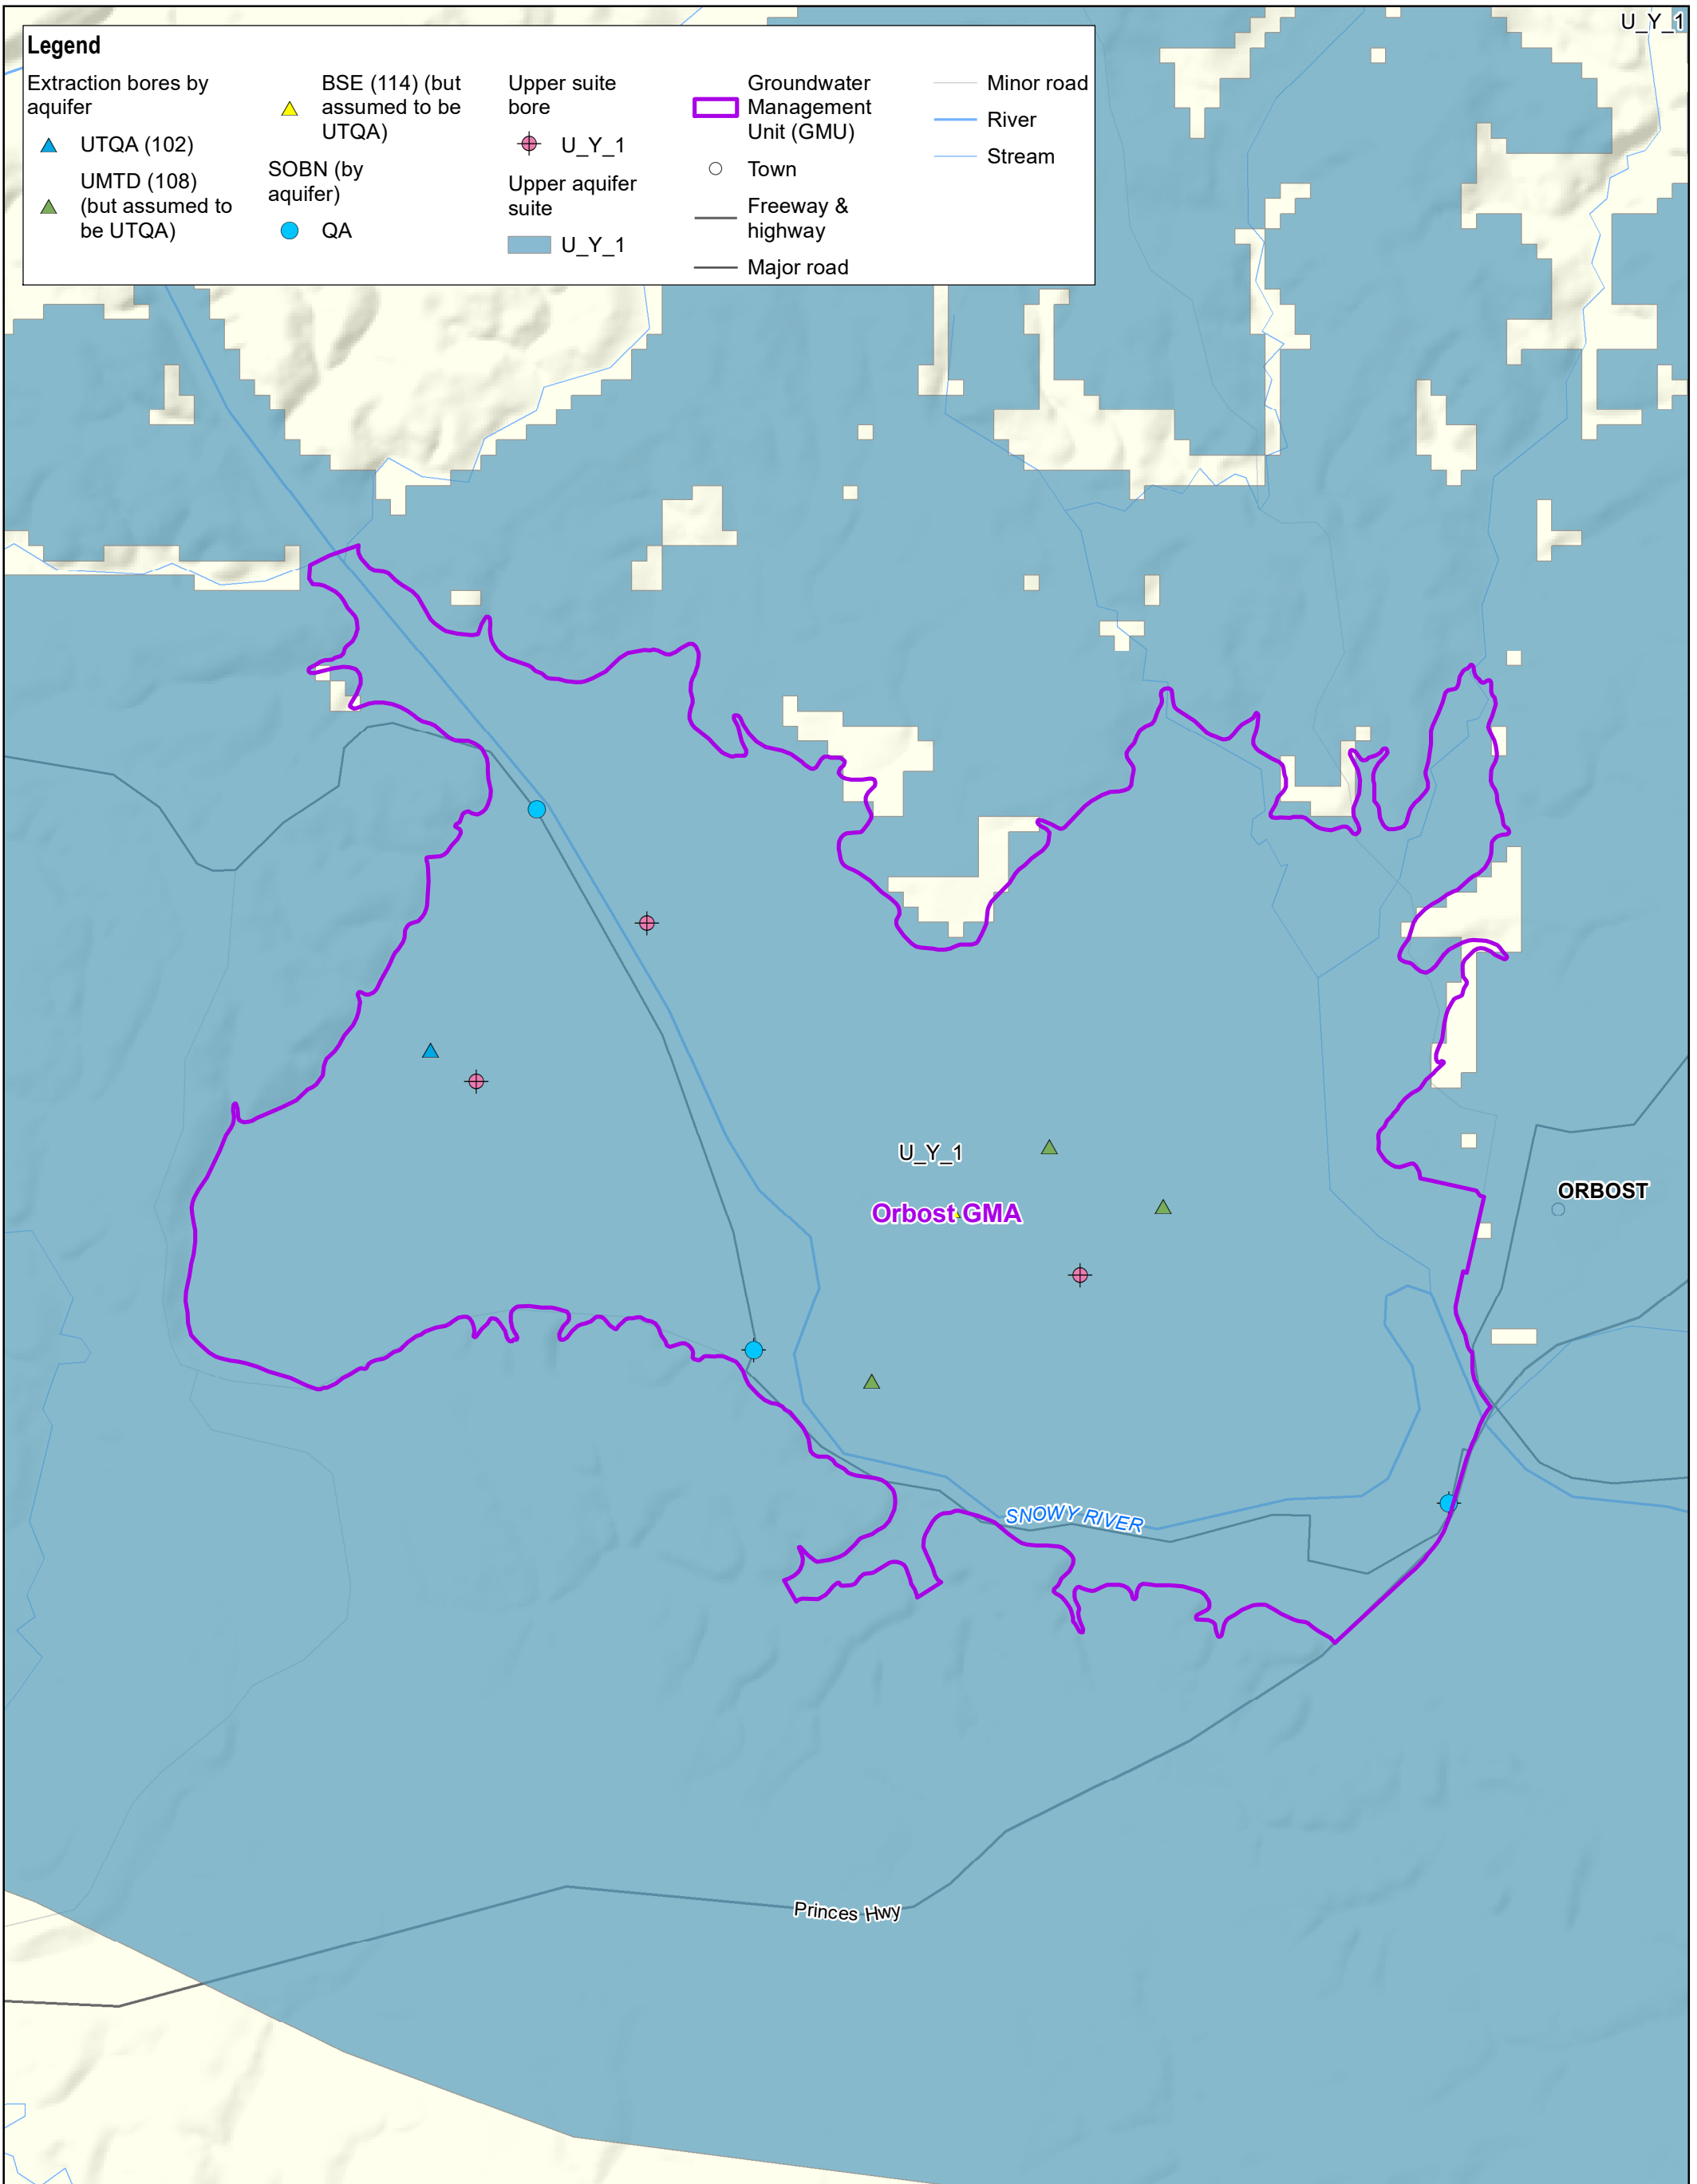 U_Y_1
Legend
Extraction bores by
aquifer
UTQA (102)
UMTD (108)
(but assumed to
be UTQA)
BSE (114) (but
assumed to be
UTQA)
SOBN (by
aquifer)
QA
Upper suite
bore
U_Y_1
Upper aquifer
suite
U_Y_1
Groundwater
Management
Unit (GMU)
Town
Freeway &
highway
Major road
Minor road
River
Stream
U_Y_1
Orbost GMA
ORBOST
SNOWY RIVER
Princes Hwy